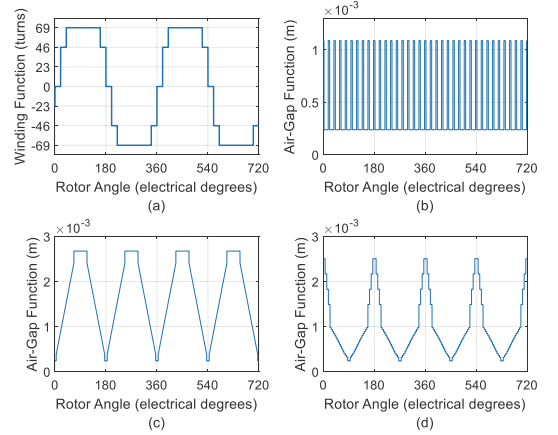 69
46
23
0
-23
-46
-69
Winding Function (turns)
0 180 360 540 720
Rotor Angle (electrical degrees)
(a)
×10⁻³
1
0.5
0
Air-Gap Function (m)
0 180 360 540 720
Rotor Angle (electrical degrees)
(b)
×10⁻³
3
2
1
0
Air-Gap Function (m)
0 180 360 540 720
Rotor Angle (electrical degrees)
(c)
×10⁻³
3
2
1
0
Air-Gap Function (m)
0 180 360 540 720
Rotor Angle (electrical degrees)
(d)